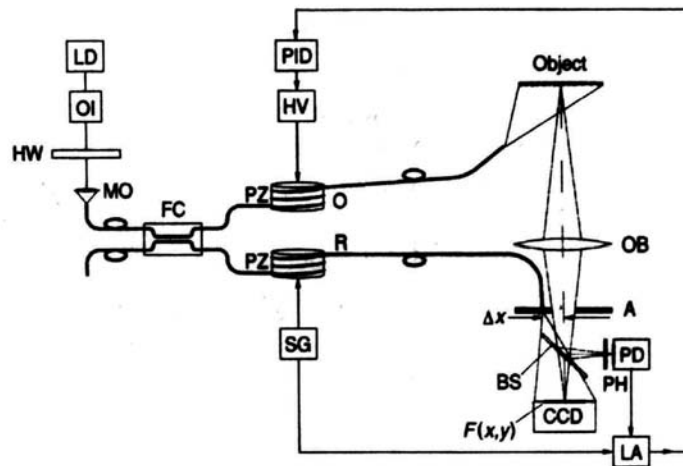 LD
PID
Object
OI
HV
HW
MO
FC
PZ
O
R
PZ
OB
Δx
A
SG
BS
PD
PH
CCD
F(x,y)
LA